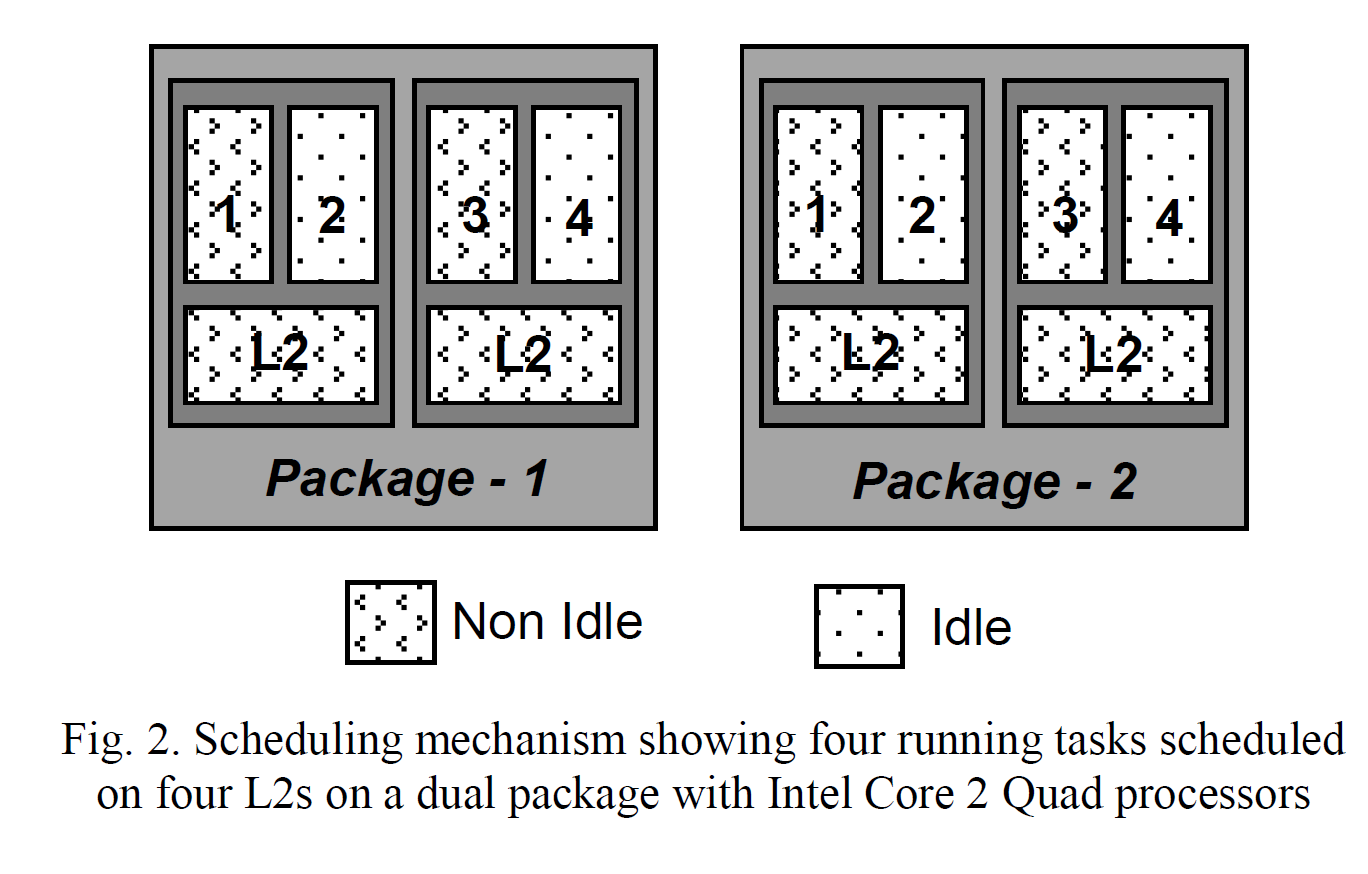 1 2 3 4 1 2 3 4
L2 L2 L2 L2
Package - 1 Package - 2
Non Idle Idle
Fig. 2. Scheduling mechanism showing four running tasks scheduled
on four L2s on a dual package with Intel Core 2 Quad processors